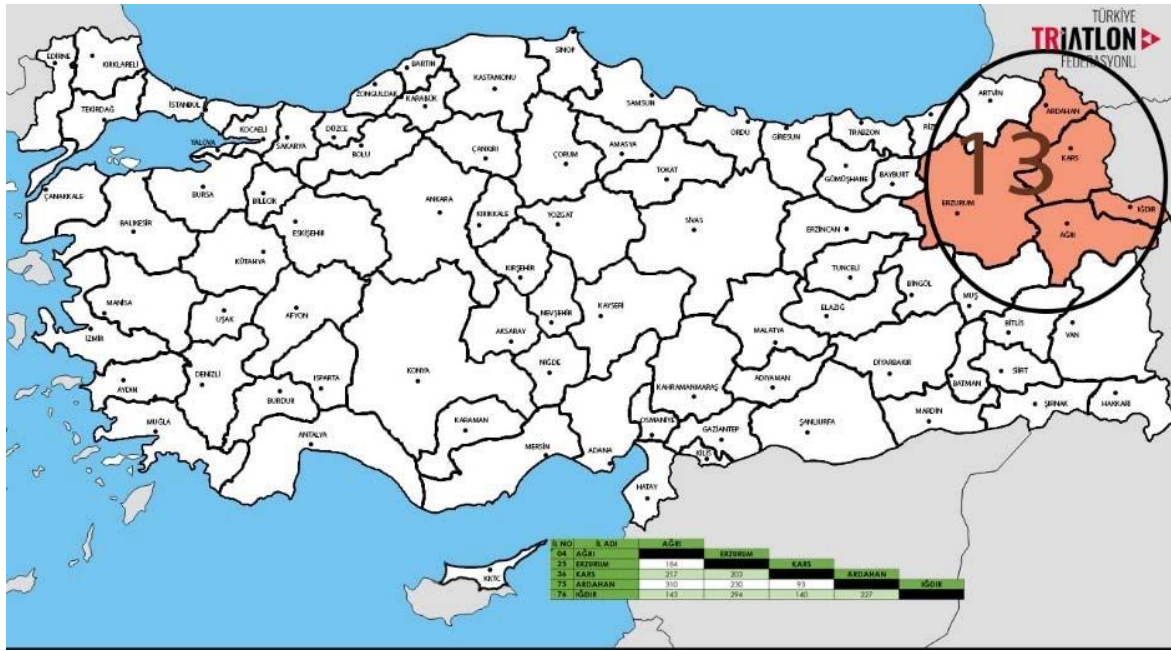 TÜRKİYE
TRİATLON
FEDERASYONU
EDİRNE
KIRKLARELİ
TEKİRDAĞ
İSTANBUL
YALOVA
KOCAELİ
SAKARYA
DÜZCE
BOLU
ZONGULDAK
BARTIN
KARABÜK
KASTAMONU
SİNOP
SAMSUN
ÇANKIRI
ÇORUM
AMASYA
TOKAT
ORDU
GİRESUN
TRABZON
GÜMÜŞHANE
BAYBURT
ARTVİN
ARDAHAN
13
KARS
IĞDIR
ERZURUM
AĞRI
ÇANAKKALE
BALIKESİR
BURSA
BİLECİK
ESKİŞEHİR
KÜTAHYA
ANKARA
KIRIKKALE
YOZGAT
SİVAS
ERZİNCAN
TUNCELİ
BİNGÖL
MUŞ
BİTLİS
VAN
MANİSA
İZMİR
UŞAK
AFYON
KIRŞEHİR
NEVŞEHİR
AKSARAY
KAYSERİ
MALATYA
ELAZIĞ
DİYARBAKIR
BATMAN
SİİRT
ŞIRNAK
HAKKARİ
AYDIN
DENİZLİ
MUĞLA
BURDUR
ISPARTA
ANTALYA
KONYA
KARAMAN
NİĞDE
MERSİN
ADANA
OSMANİYE
KAHRAMANMARAŞ
ADIYAMAN
GAZİANTEP
KİLİS
ŞANLIURFA
MARDİN
HATAY
KKTC
İL NO İL ADI AĞRI
04 AĞRI ERZURUM
25 ERZURUM 184 KARS
36 KARS 217 203 ARDAHAN
75 ARDAHAN 310 230 93 IĞDIR
76 IĞDIR 143 294 140 227